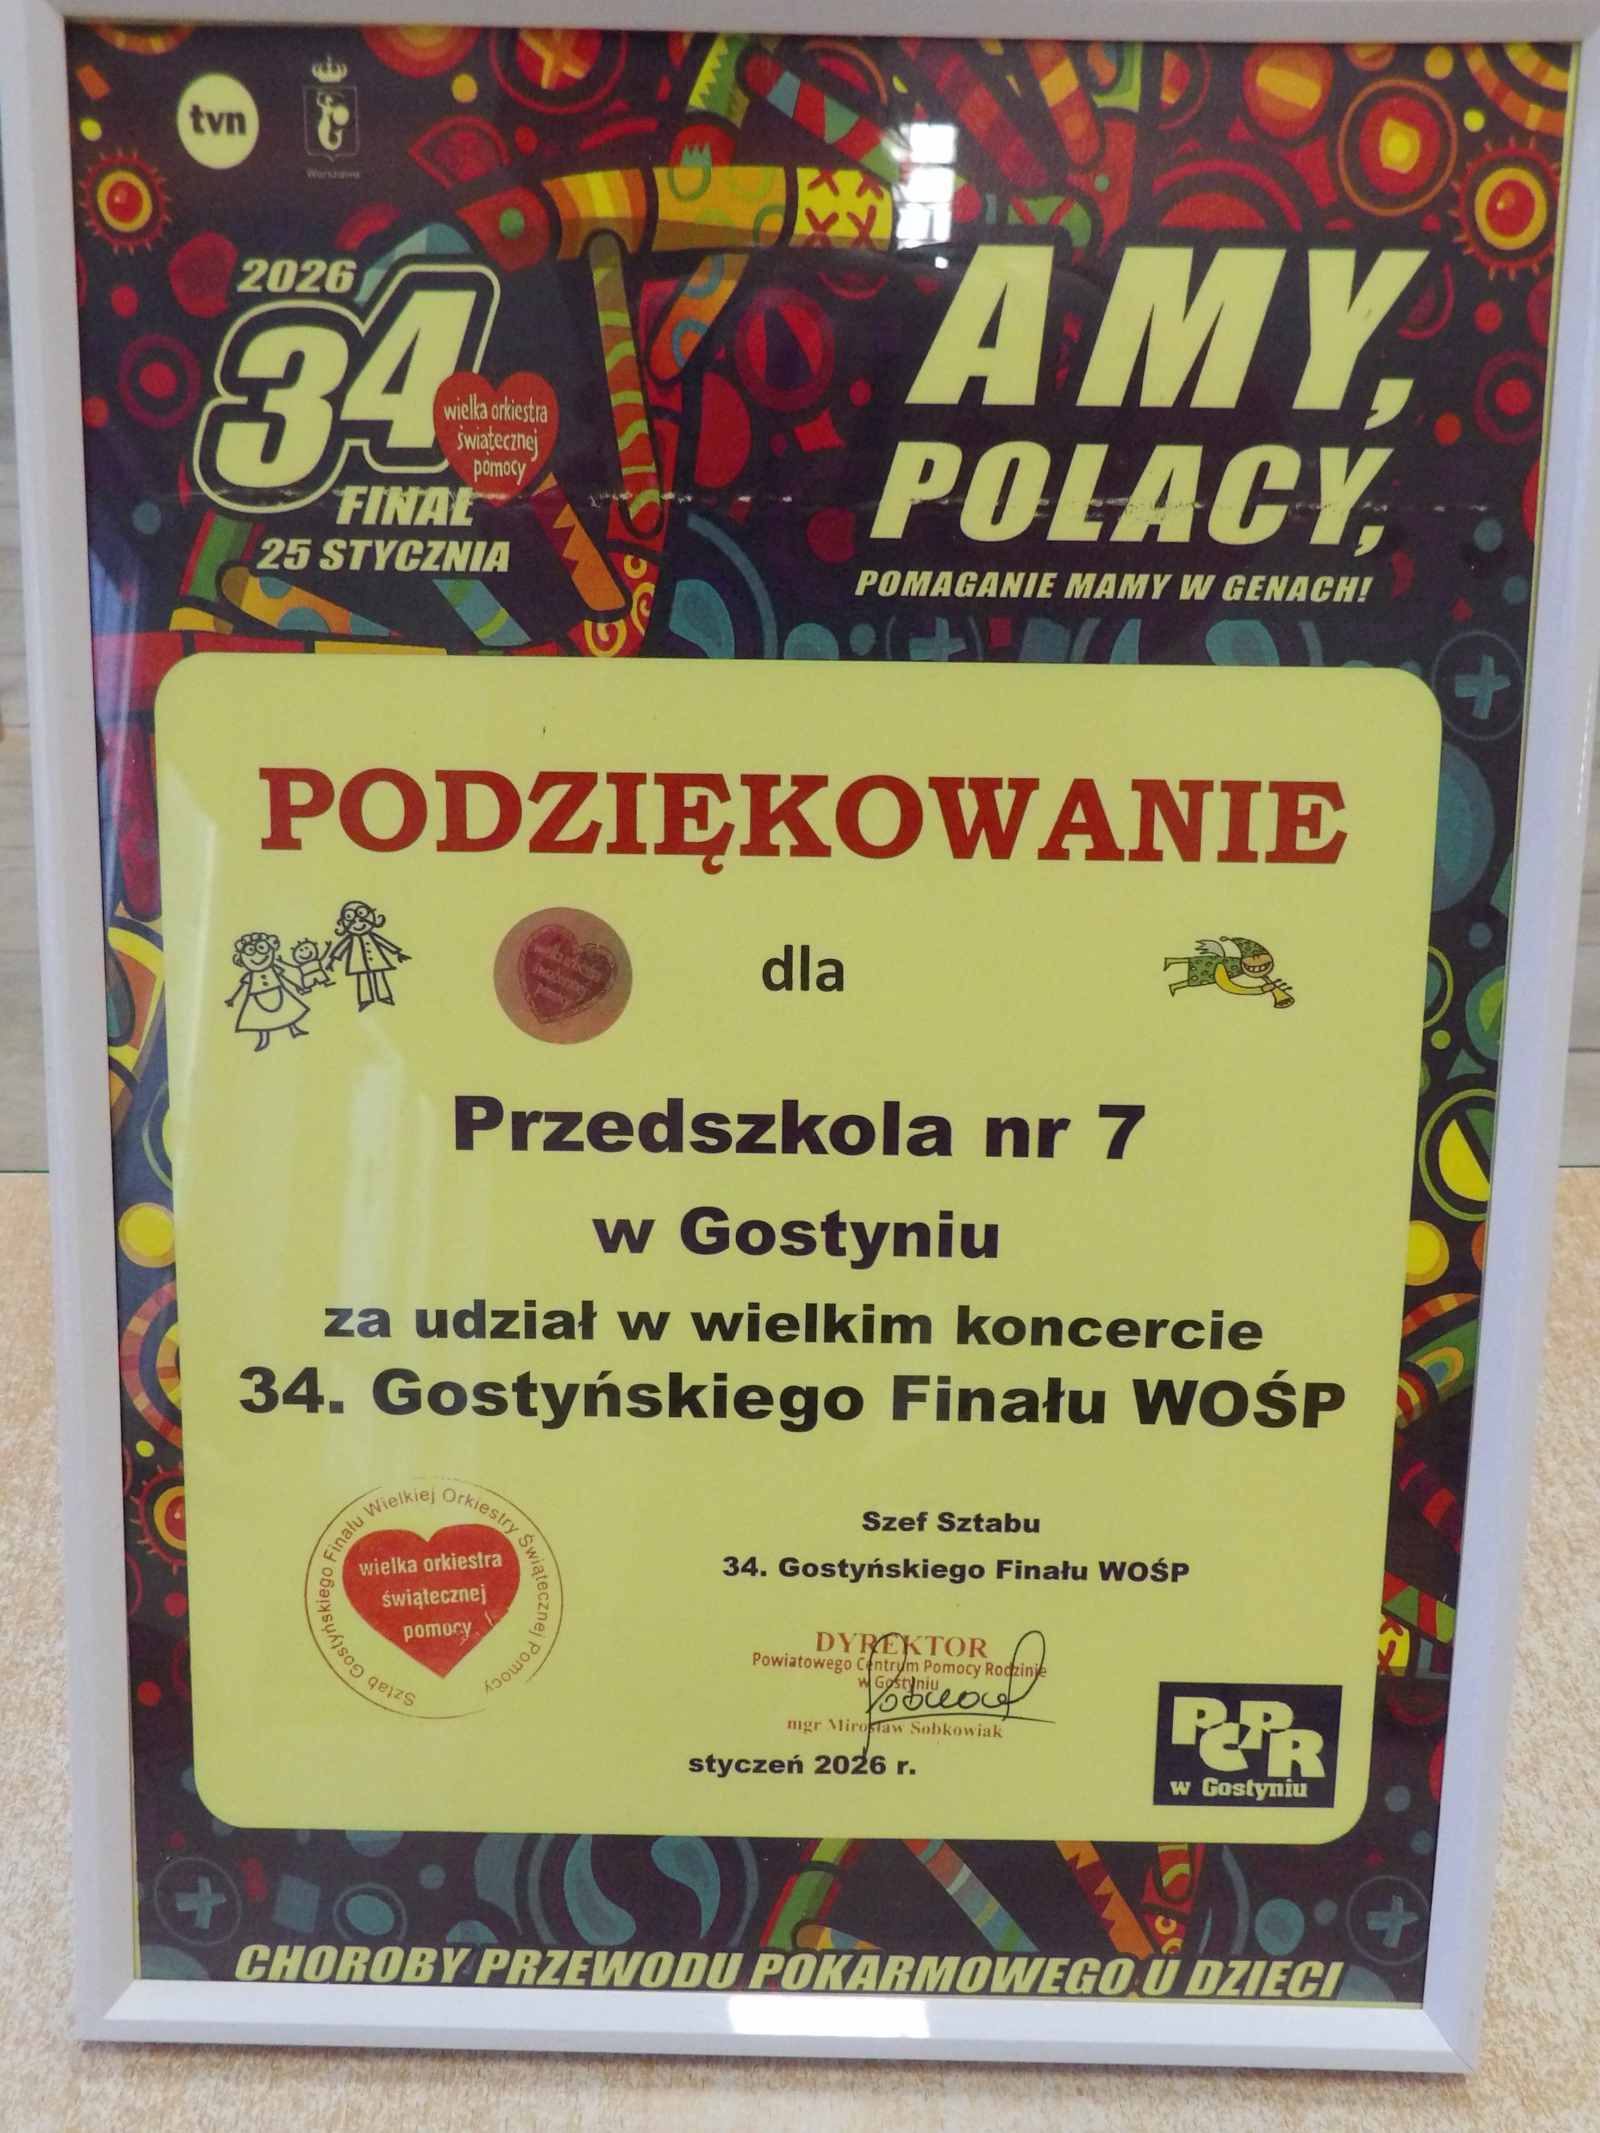 tvn
Warszawa
2026
34
wielka orkiestra
świątecznej
pomocy
FINAŁ
25 STYCZNIA
A MY,
POLACY,
POMAGANIE MAMY W GENACH!
PODZIĘKOWANIE
dla
Przedszkola nr 7
w Gostyniu
za udział w wielkim koncercie
34. Gostyńskiego Finału WOŚP
Sztab Gostyńskiego Finału Wielkiej Orkiestry Świątecznej Pomocy
wielka orkiestra
świątecznej
pomocy
Szef Sztabu
34. Gostyńskiego Finału WOŚP
DYREKTOR
Powiatowego Centrum Pomocy Rodzinie
w Gostyniu
mgr Mirosław Sobkowiak
styczeń 2026 r.
PCPR
w Gostyniu
CHOROBY PRZEWODU POKARMOWEGO U DZIECI